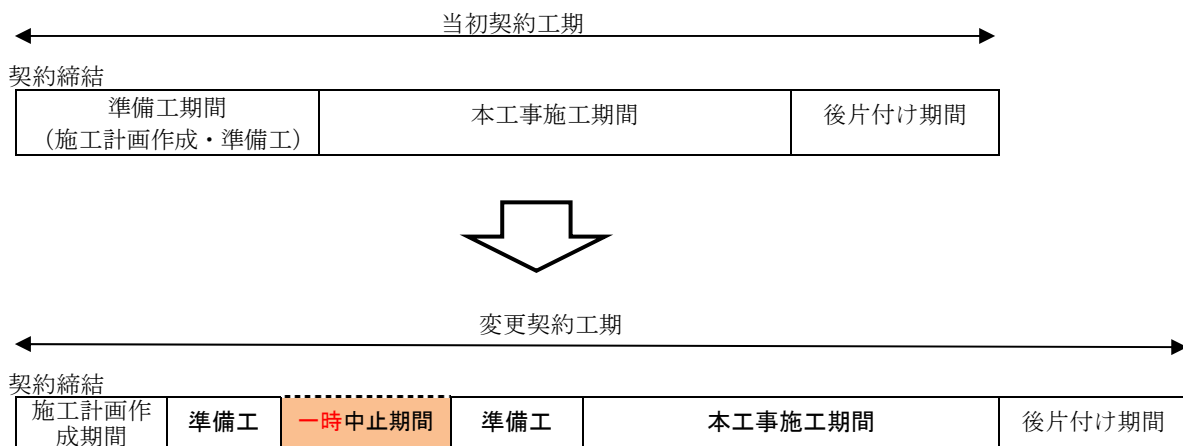 当初契約工期
契約締結
準備工期間
(施工計画作成・準備工)
本工事施工期間
後片付け期間
変更契約工期
契約締結
施工計画作
成期間
準備工
一時中止期間
準備工
本工事施工期間
後片付け期間